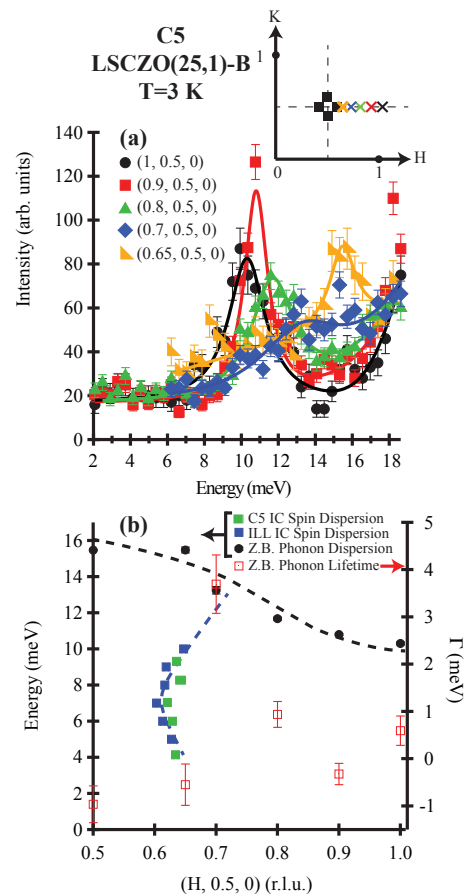 C5
LSCZO(25,1)-B
T=3 K
K
1
0
1
H
(a)
140
120
100
80
60
40
20
0
Intensity (arb. units)
(1, 0.5, 0)
(0.9, 0.5, 0)
(0.8, 0.5, 0)
(0.7, 0.5, 0)
(0.65, 0.5, 0)
2 4 6 8 10 12 14 16 18
Energy (meV)
(b)
C5 IC Spin Dispersion
ILL IC Spin Dispersion
Z.B. Phonon Dispersion
Z.B. Phonon Lifetime
16
14
12
10
8
6
4
2
0
Energy (meV)
5
4
3
2
1
0
-1
Γ (meV)
0.5 0.6 0.7 0.8 0.9 1.0
(H, 0.5, 0) (r.l.u.)